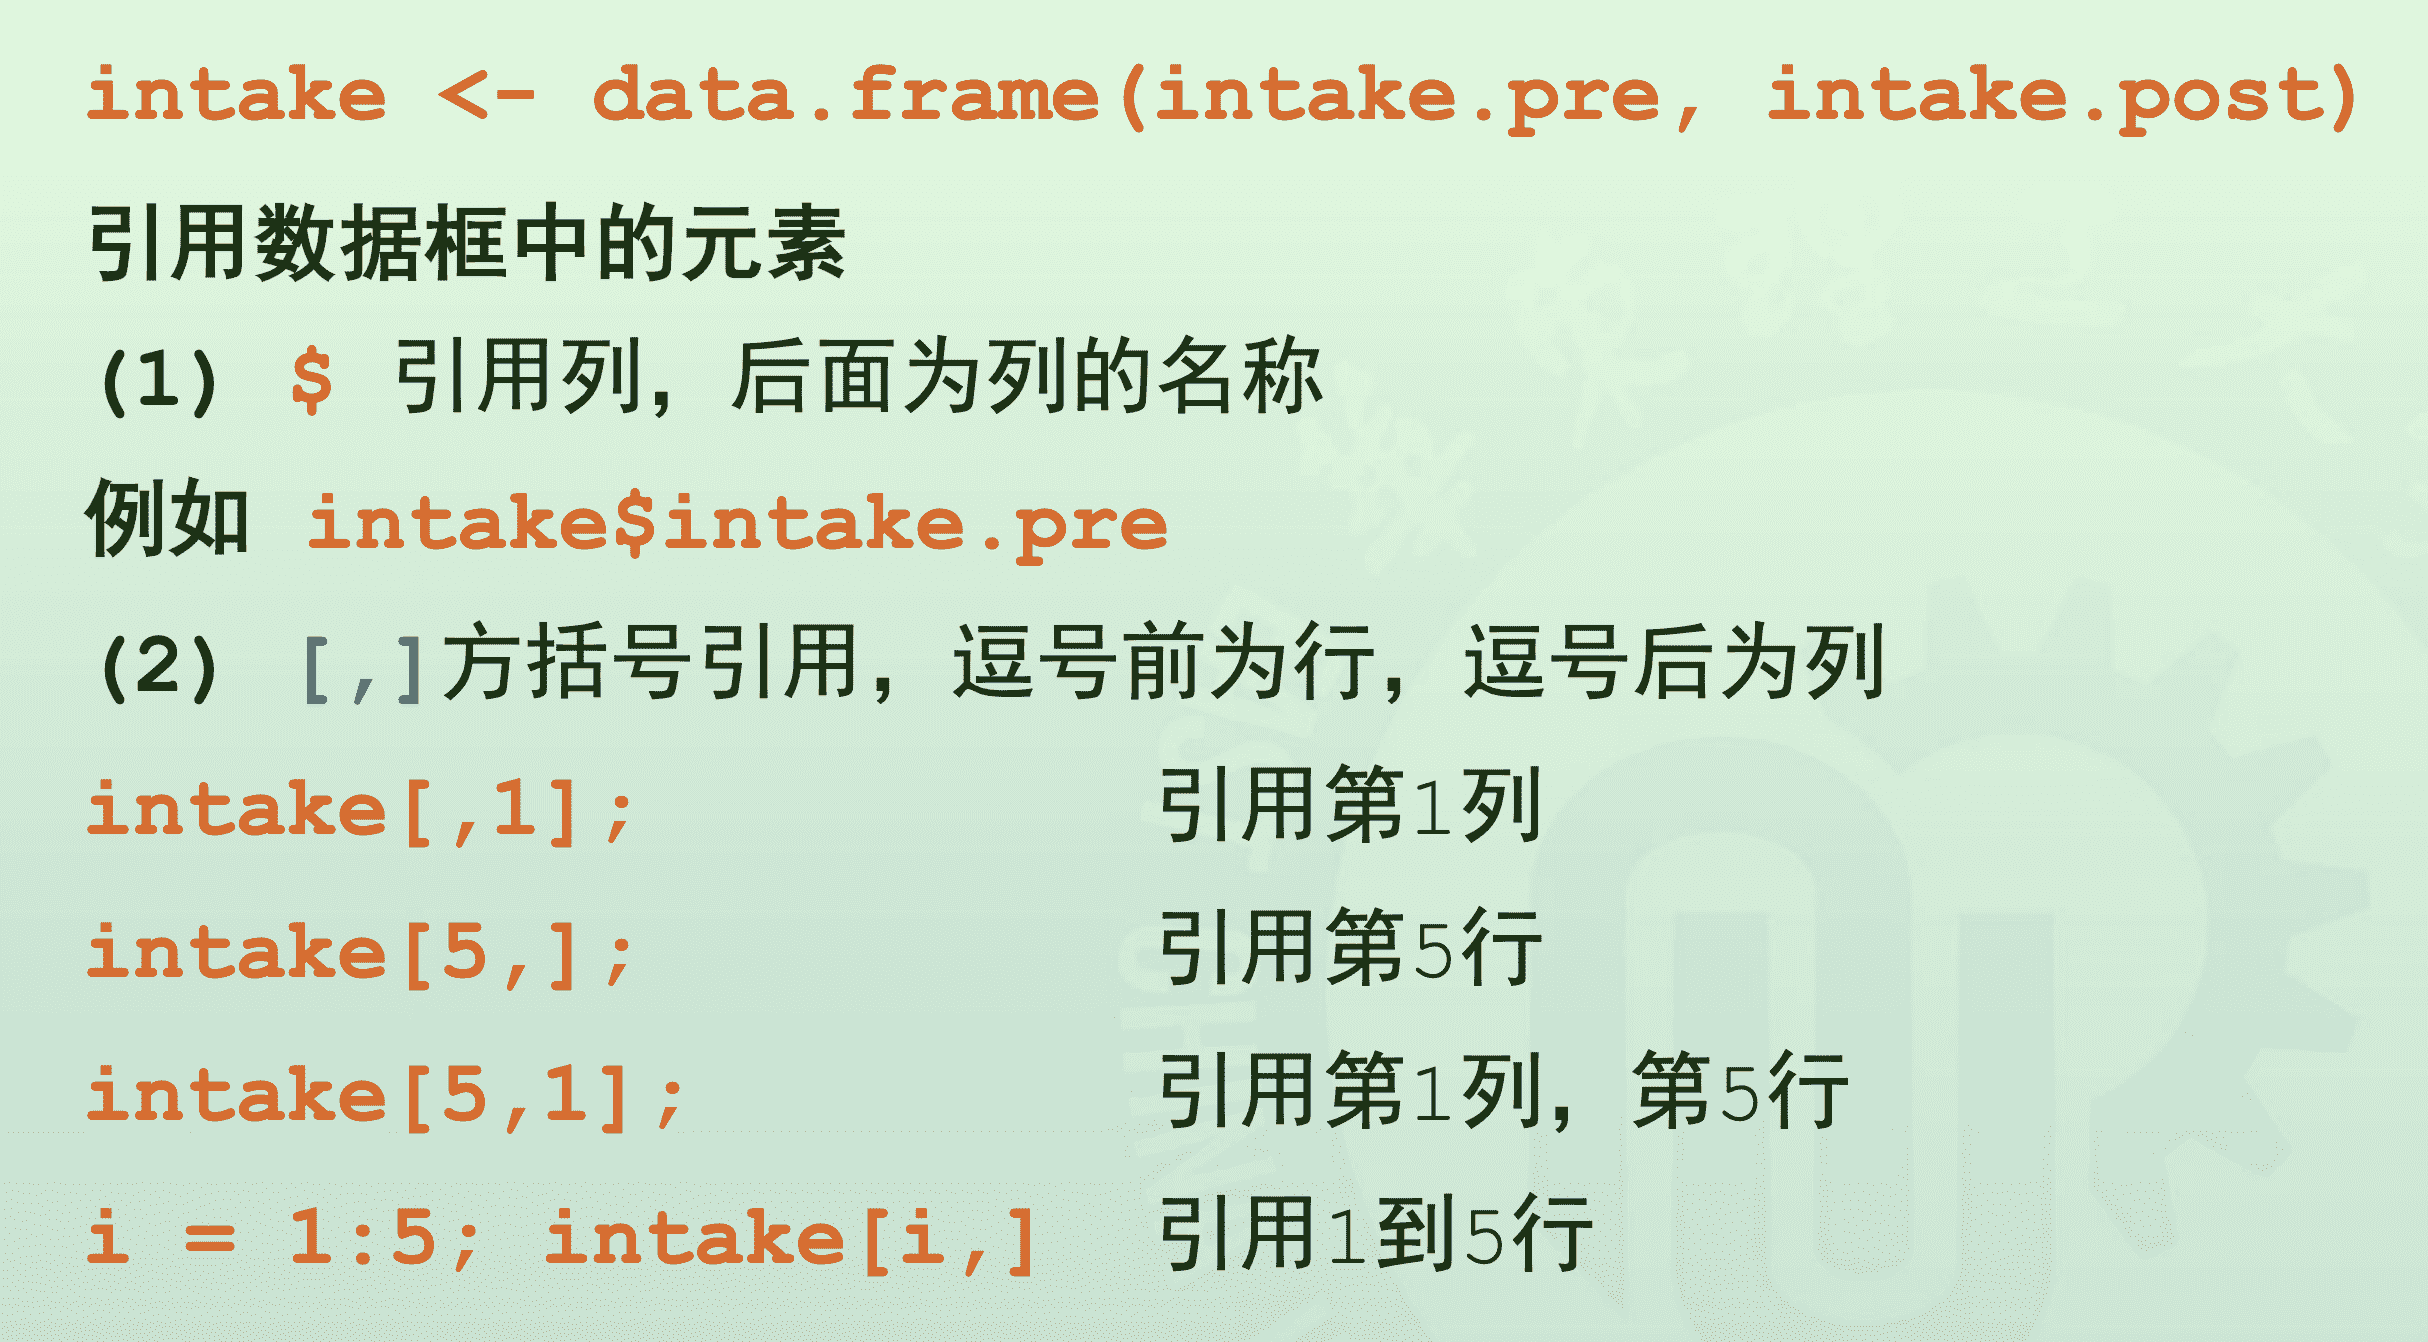 intake <- data.frame(intake.pre, intake.post)
引用数据框中的元素
(1) $ 引用列，后面为列的名称
例如 intake$intake.pre
(2) [,]方括号引用，逗号前为行，逗号后为列
intake[,1]; 引用第1列
intake[5,]; 引用第5行
intake[5,1]; 引用第1列，第5行
i = 1:5; intake[i,] 引用1到5行